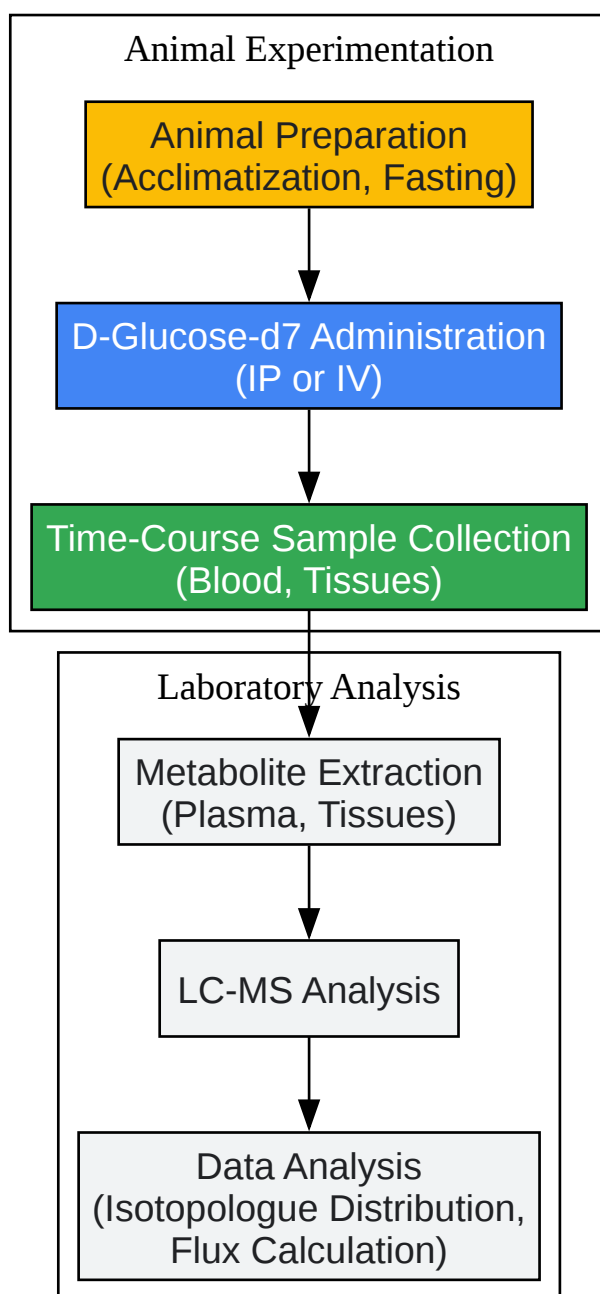 Animal Experimentation
Animal Preparation
(Acclimatization, Fasting)
D-Glucose-d7 Administration
(IP or IV)
Time-Course Sample Collection
(Blood, Tissues)
Laboratory Analysis
Metabolite Extraction
(Plasma, Tissues)
LC-MS Analysis
Data Analysis
(Isotopologue Distribution,
Flux Calculation)